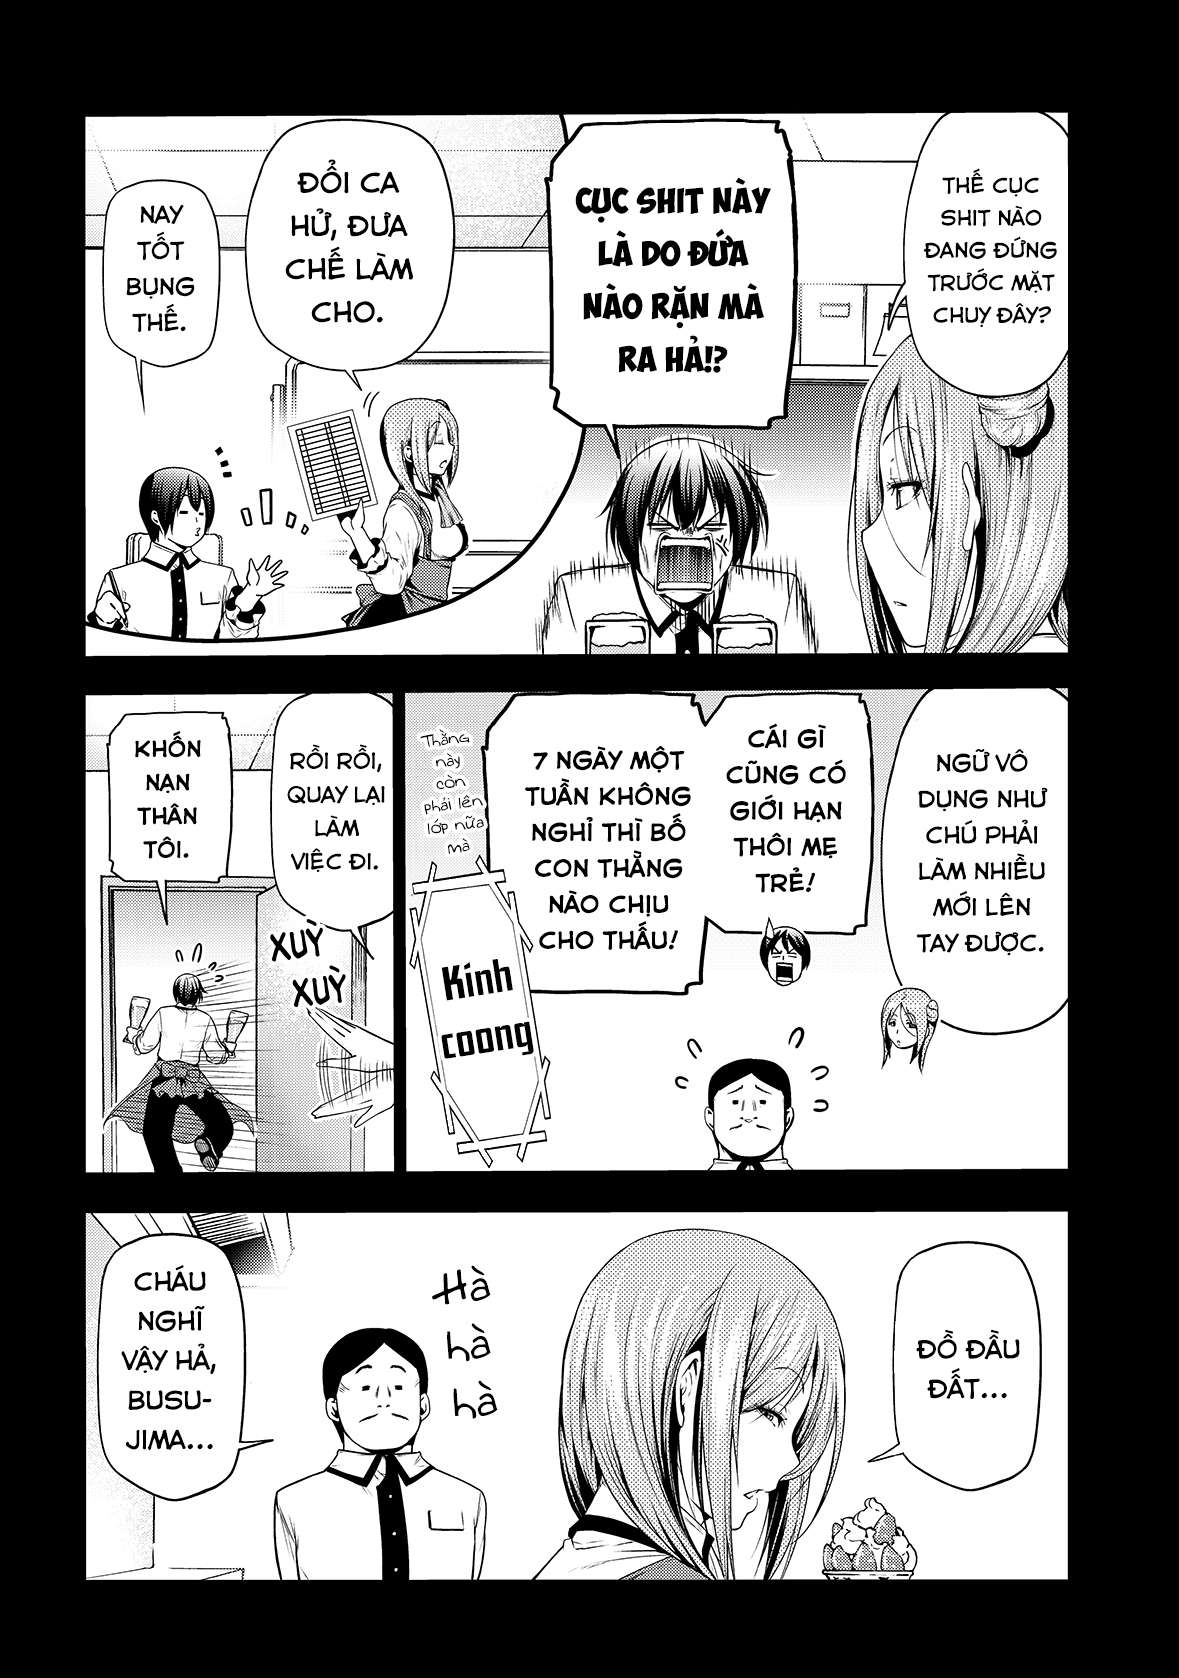 THẾ CỤC
SHIT NÀO
ĐANG ĐỨNG
TRƯỚC MẶT
CHUỴ ĐÂY?
CỤC SHIT NÀY
LÀ DO ĐỨA
NÀO RẶN MÀ
RA HẢ!?
ĐỔI CA
HỬ, ĐƯA
CHẾ LÀM
CHO.
NAY
TỐT
BỤNG
THẾ.
NGỮ VÔ
DỤNG NHƯ
CHÚ PHẢI
LÀM NHIỀU
MỚI LÊN
TAY ĐƯỢC.
CÁI GÌ
CŨNG CÓ
GIỚI HẠN
THÔI MẸ
TRẺ!
7 NGÀY MỘT
TUẦN KHÔNG
NGHỈ THÌ BỐ
CON THẰNG
NÀO CHỊU
CHO THẤU!
Thằng
này
còn
phải lên
lớp nữa
mà
Kính
coong
RỒI RỒI,
QUAY LẠI
LÀM
VIỆC ĐI.
XUỲ
XUỲ
KHỐN
NẠN
THÂN
TÔI.
ĐỒ ĐẦU
ĐẤT...
Hà
hà
hà
CHÁU
NGHĨ
VẬY HẢ,
BUSU-
JIMA...